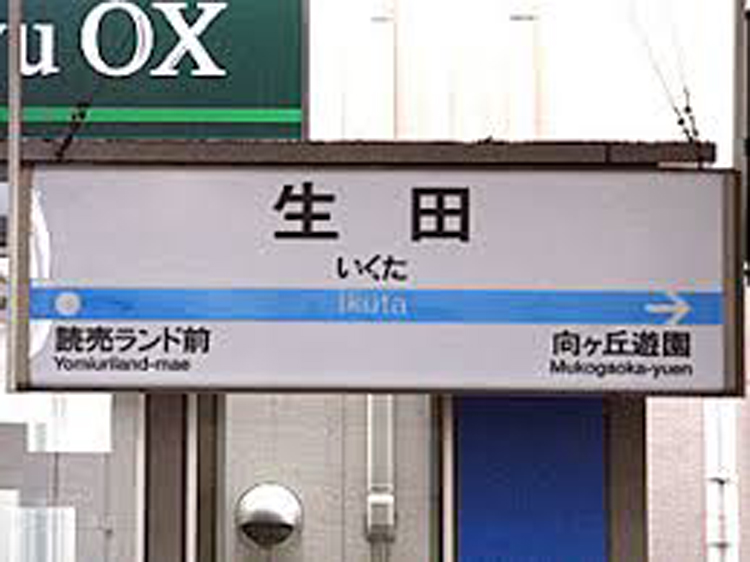 yu OX
生田
いくた
Ikuta
読売ランド前
Yomiuriland-mae
向ヶ丘遊園
Mukogaoka-yuen